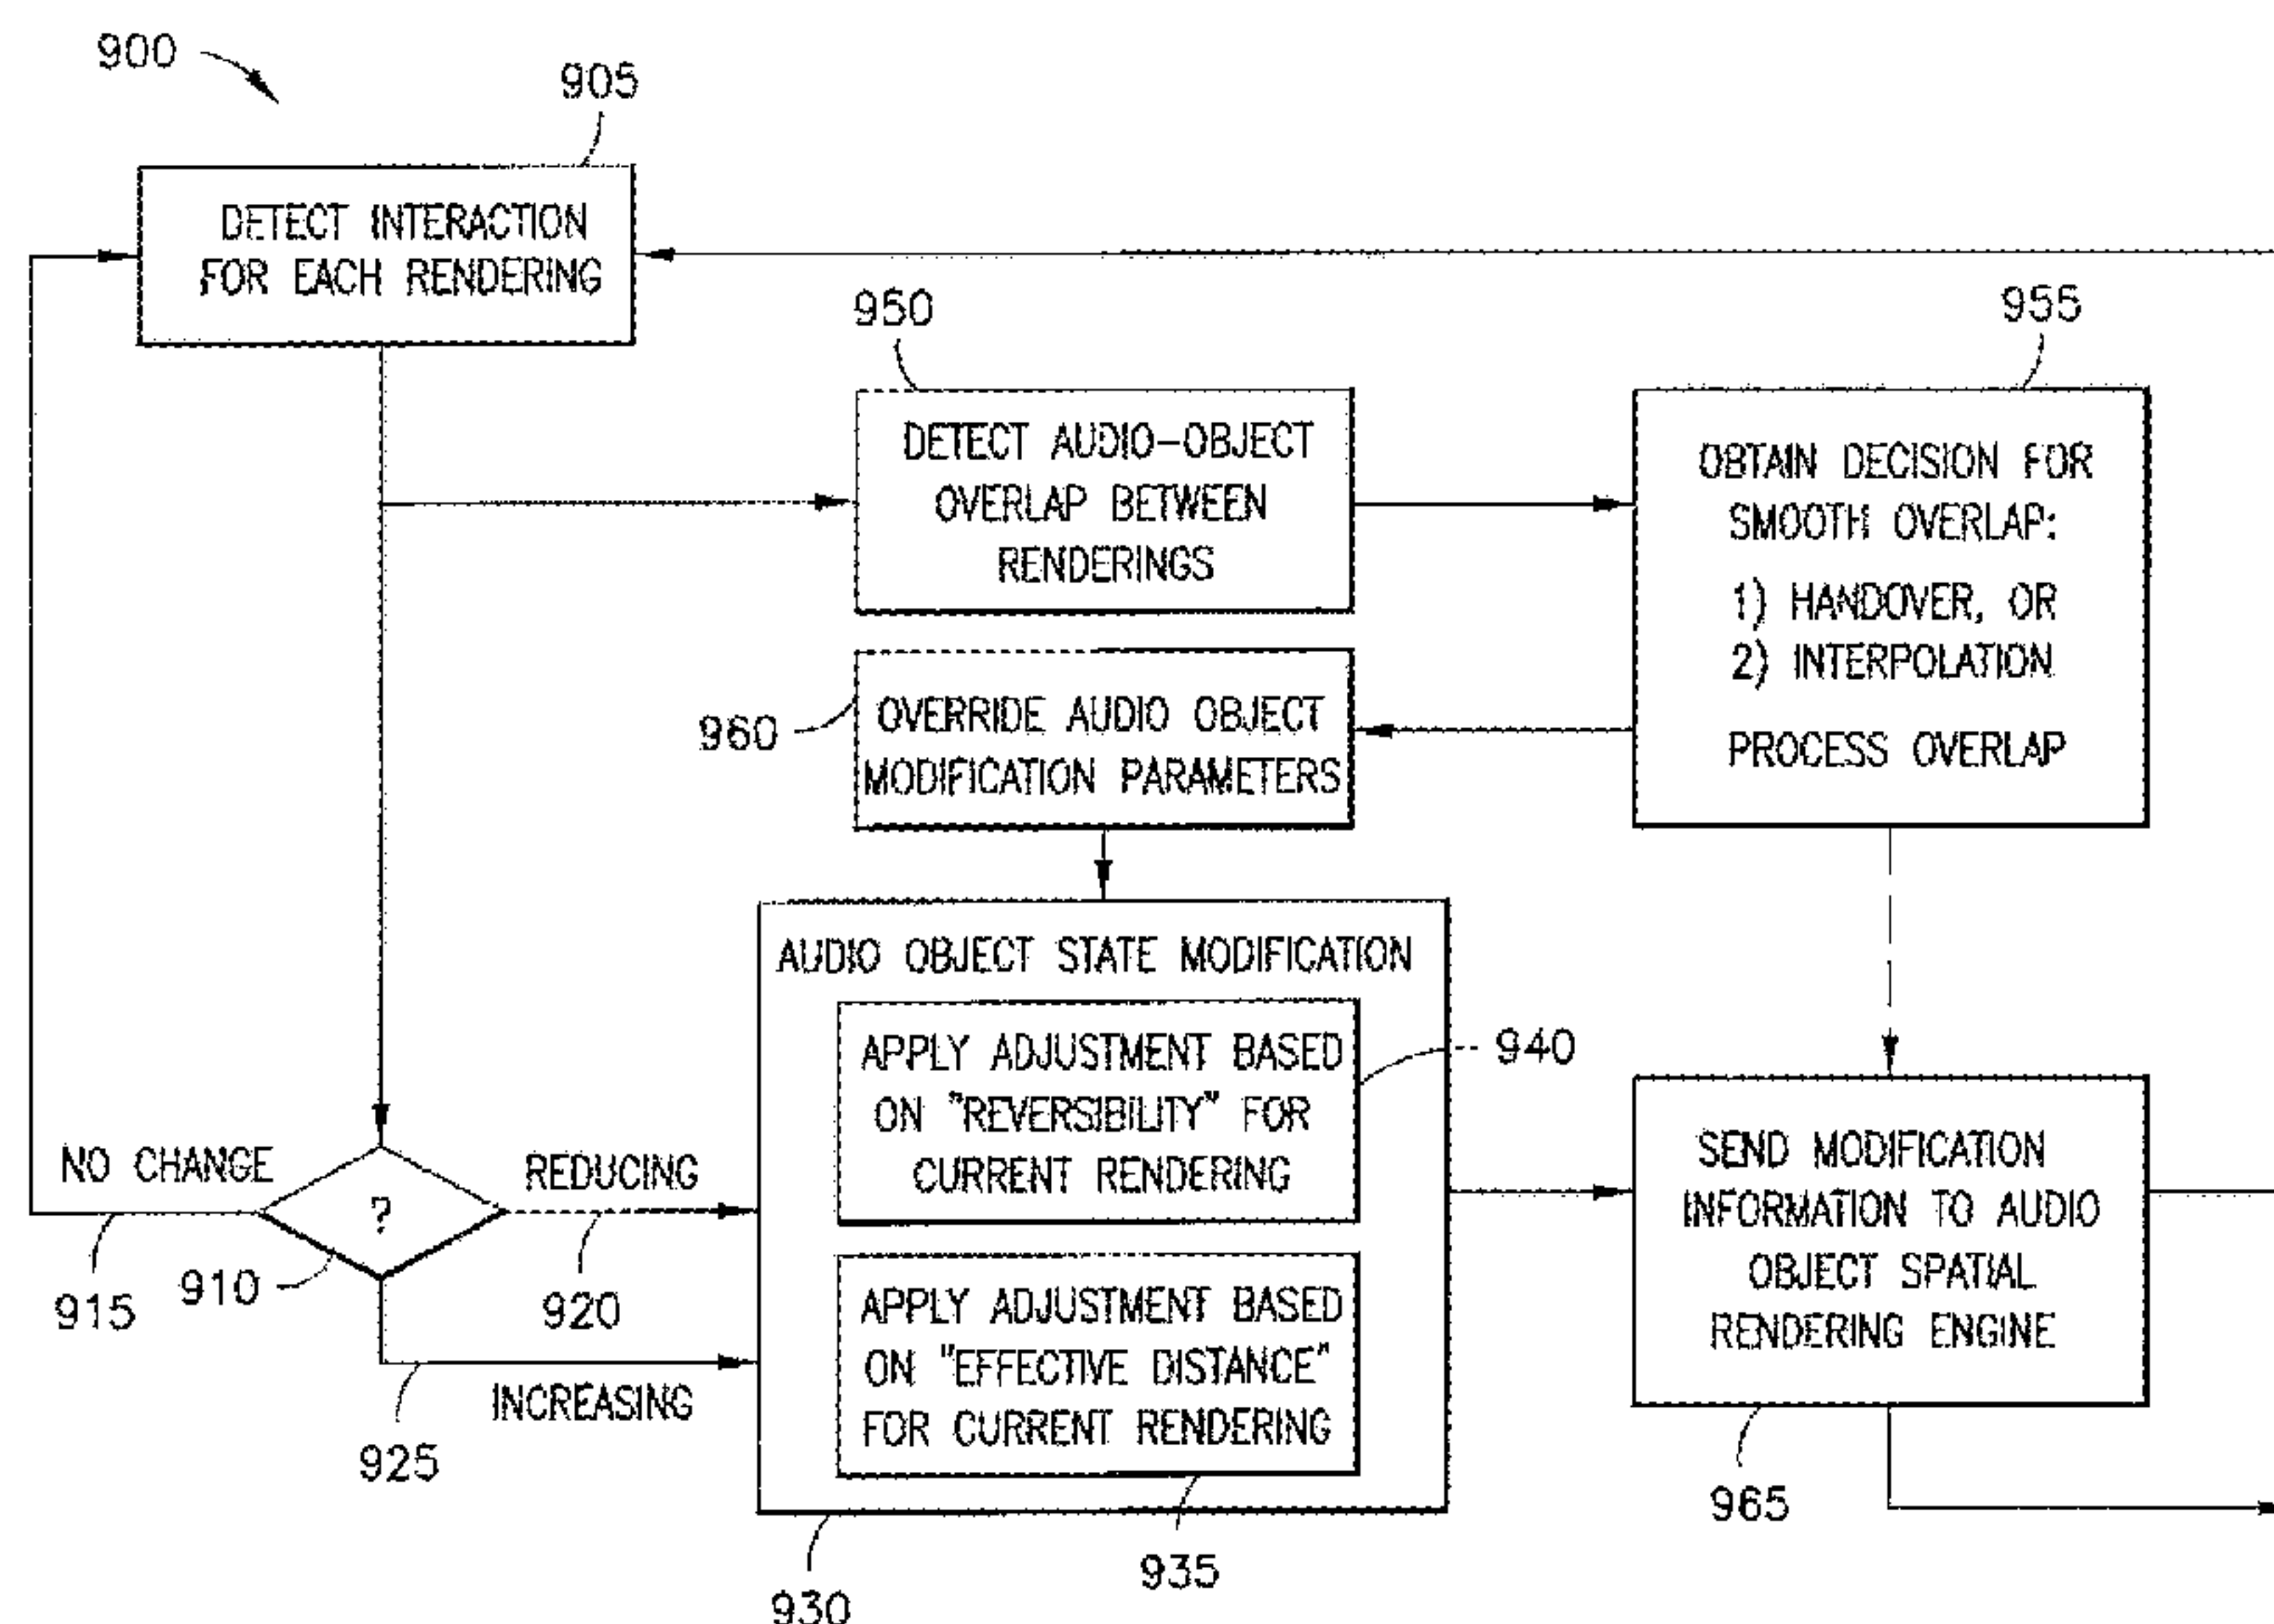 900
905
DETECT INTERACTION
FOR EACH RENDERING
950
DETECT AUDIO-OBJECT
OVERLAP BETWEEN
RENDERINGS
955
OBTAIN DECISION FOR
SMOOTH OVERLAP:
1) HANDOVER, OR
2) INTERPOLATION
PROCESS OVERLAP
960
OVERRIDE AUDIO OBJECT
MODIFICATION PARAMETERS
AUDIO OBJECT STATE MODIFICATION
APPLY ADJUSTMENT BASED
ON "REVERSIBILITY" FOR
CURRENT RENDERING
940
APPLY ADJUSTMENT BASED
ON "EFFECTIVE DISTANCE"
FOR CURRENT RENDERING
935
930
NO CHANGE
?
REDUCING
915
910
920
INCREASING
925
SEND MODIFICATION
INFORMATION TO AUDIO
OBJECT SPATIAL
RENDERING ENGINE
965